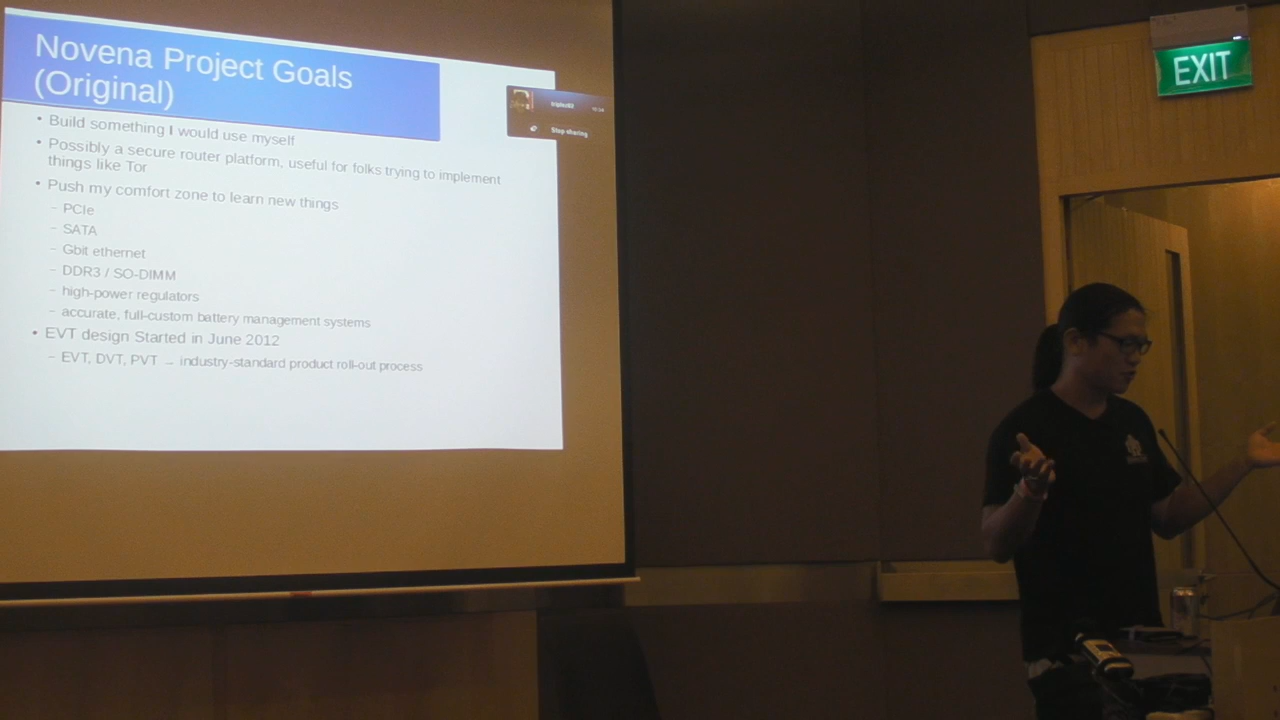 Novena Project Goals
(Original)
• Build something I would use myself
• Possibly a secure router platform, useful for folks trying to implement
things like Tor
• Push my comfort zone to learn new things
– PCIe
– SATA
– Gbit ethernet
– DDR3 / SO-DIMM
– high-power regulators
– accurate, full-custom battery management systems
• EVT design Started in June 2012
– EVT, DVT, PVT → industry-standard product roll-out process
Stop sharing
EXIT